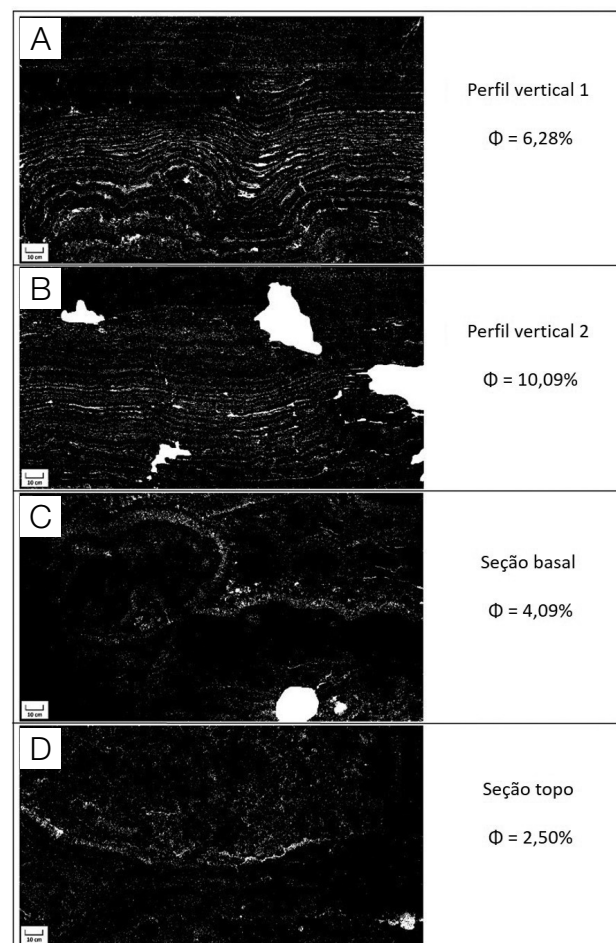 A
Perfil vertical 1
Φ = 6,28%
10 cm
B
Perfil vertical 2
Φ = 10,09%
10 cm
C
Seção basal
Φ = 4,09%
10 cm
D
Seção topo
Φ = 2,50%
10 cm